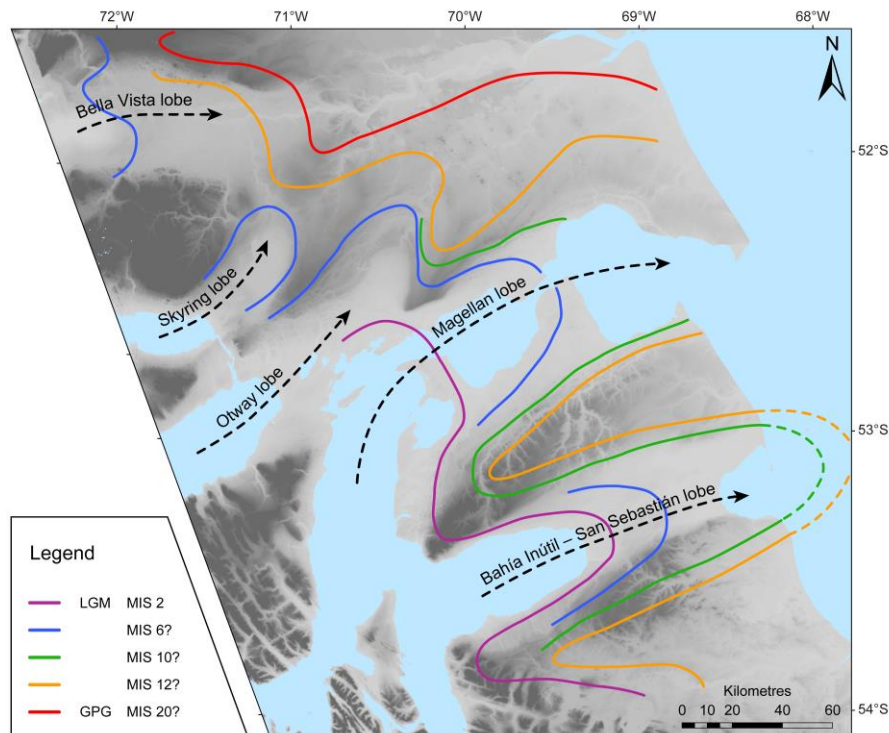 72°W 71°W 70°W 69°W 68°W
N
Bella Vista lobe
52°S
Skyring lobe
Magellan lobe
Otway lobe
53°S
Bahía Inútil – San Sebastián lobe
Legend
LGM MIS 2
MIS 6?
MIS 10?
MIS 12?
GPG MIS 20?
Kilometres
0 10 20 40 60
54°S